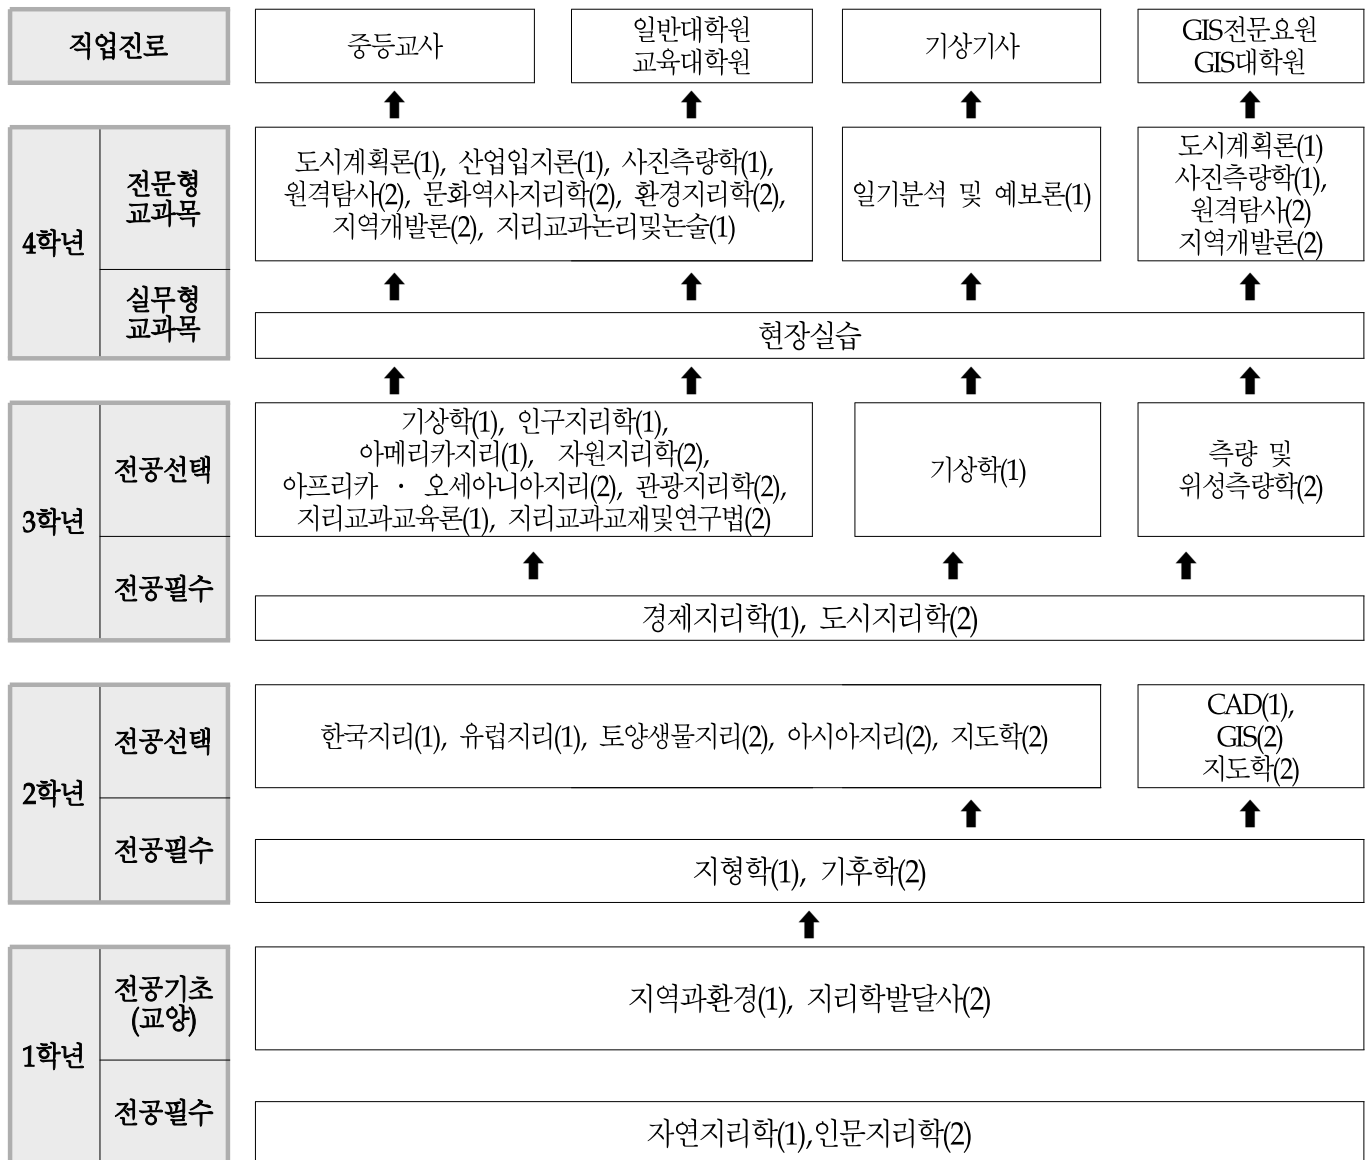 직업진로
중등교사
일반대학원
교육대학원
기상기사
GIS전문요원
GIS대학원
4학년
전문형
교과목
도시계획론(1), 산업입지론(1), 사진측량학(1),
원격탐사(2), 문화역사지리학(2), 환경지리학(2),
지역개발론(2), 지리교과논리및논술(1)
일기분석 및 예보론(1)
도시계획론(1)
사진측량학(1),
원격탐사(2)
지역개발론(2)
실무형
교과목
현장실습
3학년
전공선택
기상학(1), 인구지리학(1),
아메리카지리(1), 자원지리학(2),
아프리카 · 오세아니아지리(2), 관광지리학(2),
지리교과교육론(1), 지리교과교재및연구법(2)
기상학(1)
측량 및
위성측량학(2)
전공필수
경제지리학(1), 도시지리학(2)
2학년
전공선택
한국지리(1), 유럽지리(1), 토양생물지리(2), 아시아지리(2), 지도학(2)
CAD(1),
GIS(2)
지도학(2)
전공필수
지형학(1), 기후학(2)
1학년
전공기초
(교양)
지역과환경(1), 지리학발달사(2)
전공필수
자연지리학(1),인문지리학(2)